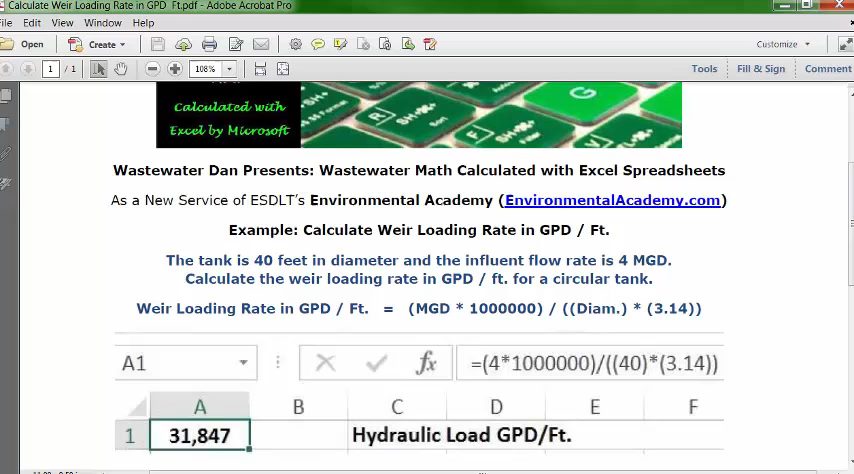 Calculate Weir Loading Rate in GPD Ft.pdf - Adobe Acrobat Pro
File Edit View Window Help
Open Create Customize
1 / 1 108% Tools Fill & Sign Comment
Calculated with
Excel by Microsoft
G
Wastewater Dan Presents: Wastewater Math Calculated with Excel Spreadsheets
As a New Service of ESDLT's Environmental Academy (EnvironmentalAcademy.com)
Example: Calculate Weir Loading Rate in GPD / Ft.
The tank is 40 feet in diameter and the influent flow rate is 4 MGD.
Calculate the weir loading rate in GPD / ft. for a circular tank.
Weir Loading Rate in GPD / Ft. = (MGD * 1000000) / ((Diam.) * (3.14))
A1 fx =(4*1000000)/((40)*(3.14))
A B C D E F
1 31,847 Hydraulic Load GPD/Ft.